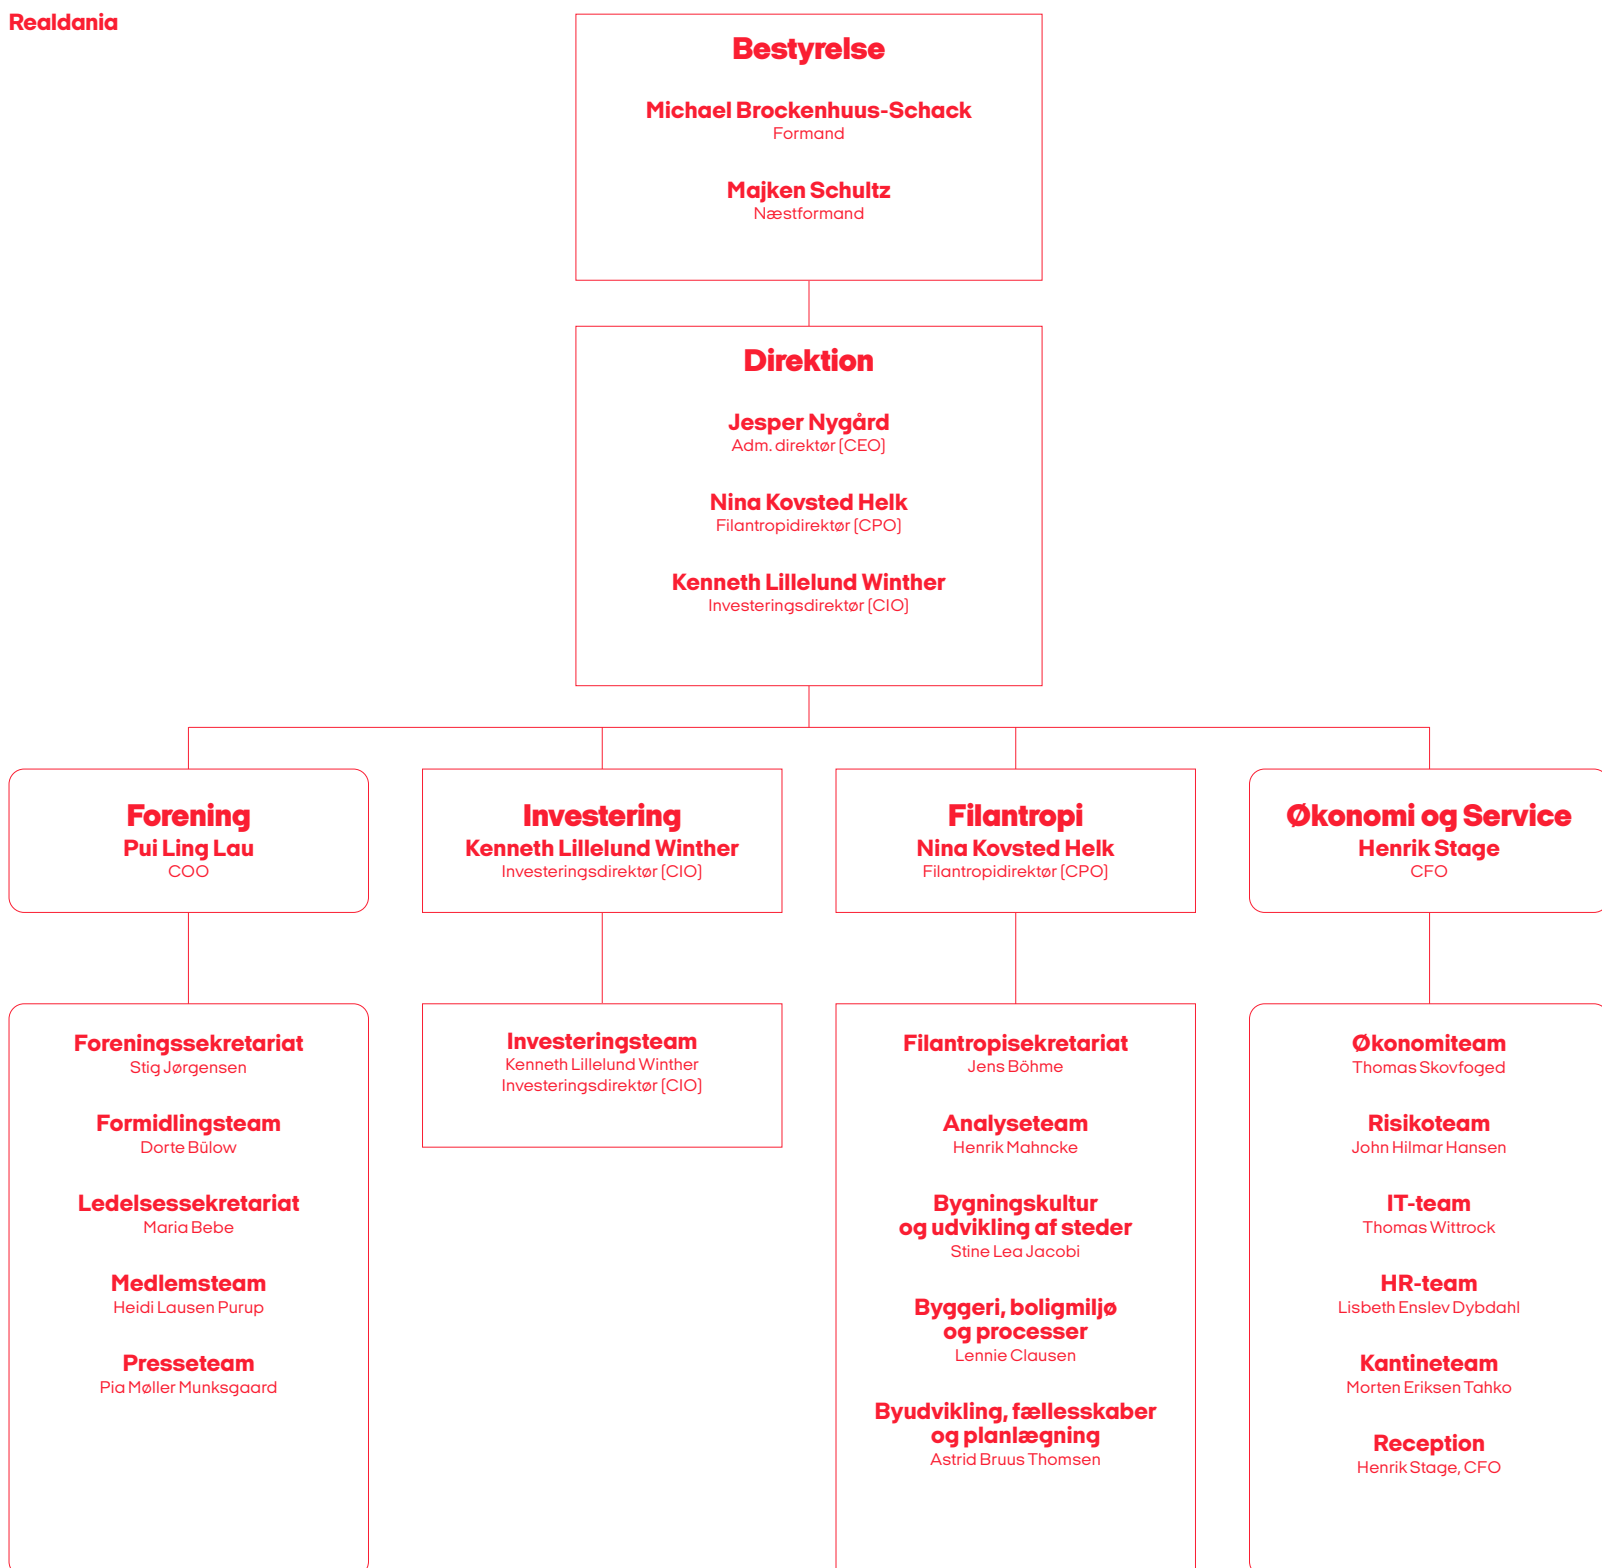 Realdania
Bestyrelse
Michael Brockenhuus-Schack
Formand
Majken Schultz
Næstformand
Direktion
Jesper Nygård
Adm. direktør (CEO)
Nina Kovsted Helk
Filantropidirektør (CPO)
Kenneth Lillelund Winther
Investeringsdirektør (CIO)
Forening
Pui Ling Lau
COO
Investering
Kenneth Lillelund Winther
Investeringsdirektør (CIO)
Filantropi
Nina Kovsted Helk
Filantropidirektør (CPO)
Økonomi og Service
Henrik Stage
CFO
Foreningssekretariat
Stig Jørgensen
Formidlingsteam
Dorte Bülow
Ledelsessekretariat
Maria Bebe
Medlemsteam
Heidi Lausen Purup
Presseteam
Pia Møller Munksgaard
Investeringsteam
Kenneth Lillelund Winther
Investeringsdirektør (CIO)
Filantropisekretariat
Jens Böhme
Analyseteam
Henrik Mahncke
Bygningskultur
og udvikling af steder
Stine Lea Jacobi
Byggeri, boligmiljø
og processer
Lennie Clausen
Byudvikling, fællesskaber
og planlægning
Astrid Bruus Thomsen
Økonomiteam
Thomas Skovfoged
Risikoteam
John Hilmar Hansen
IT-team
Thomas Wittrock
HR-team
Lisbeth Enslev Dybdahl
Kantineteam
Morten Eriksen Tahko
Reception
Henrik Stage, CFO